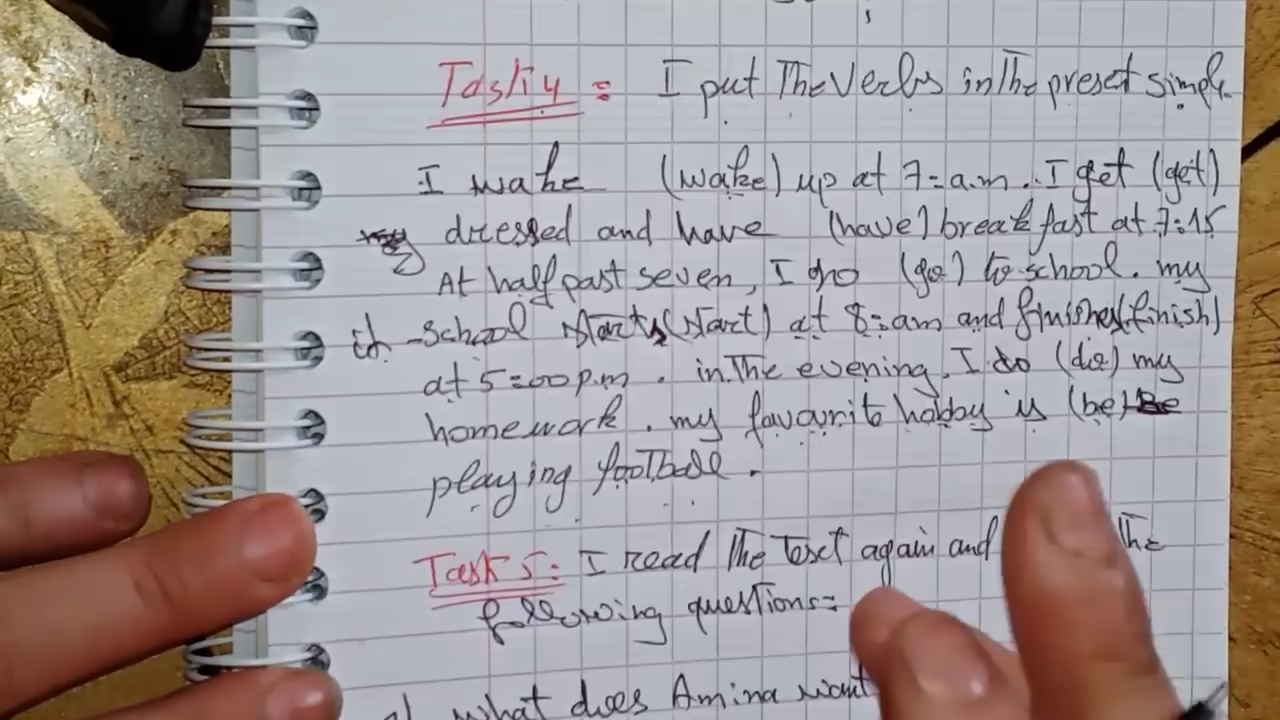 Task 4 : I put The Verbs in The preset simple
I wake (wake) up at 7=a.m.. I get (get)
dressed and have (have) breakfast at 7:15
At half past seven, I go (go) to school. my
school starts (start) at 8=am and finishes (finish)
at 5=00 p.m. in The evening, I do (do) my
homework. my favourit hobby is (be)
playing football.
Task 5: I read The text again and The
following questions=
what does Amina want